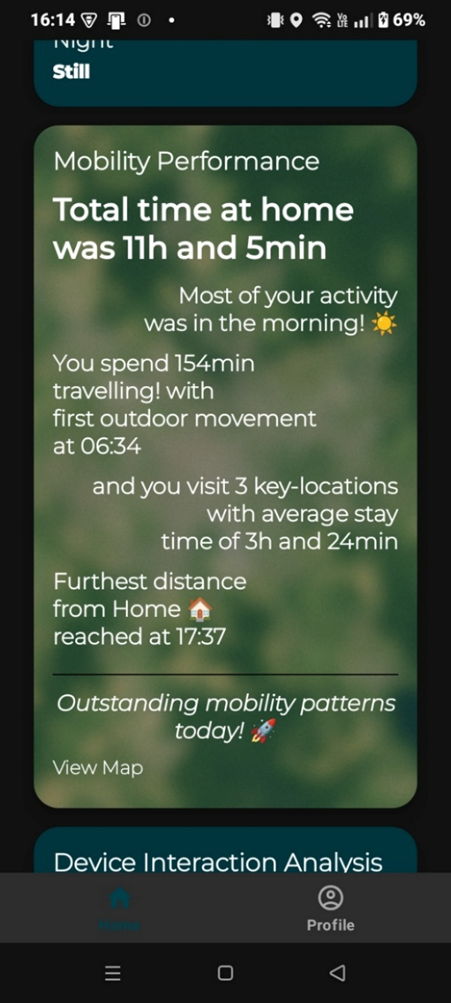 16:14
69%
Night
Still
Mobility Performance
Total time at home
was 11h and 5min
Most of your activity
was in the morning! ☀️
You spend 154min
travelling! with
first outdoor movement
at 06:34
and you visit 3 key-locations
with average stay
time of 3h and 24min
Furthest distance
from Home 🏠
reached at 17:37
Outstanding mobility patterns
today! 🚀
View Map
Device Interaction Analysis
Home
Profile